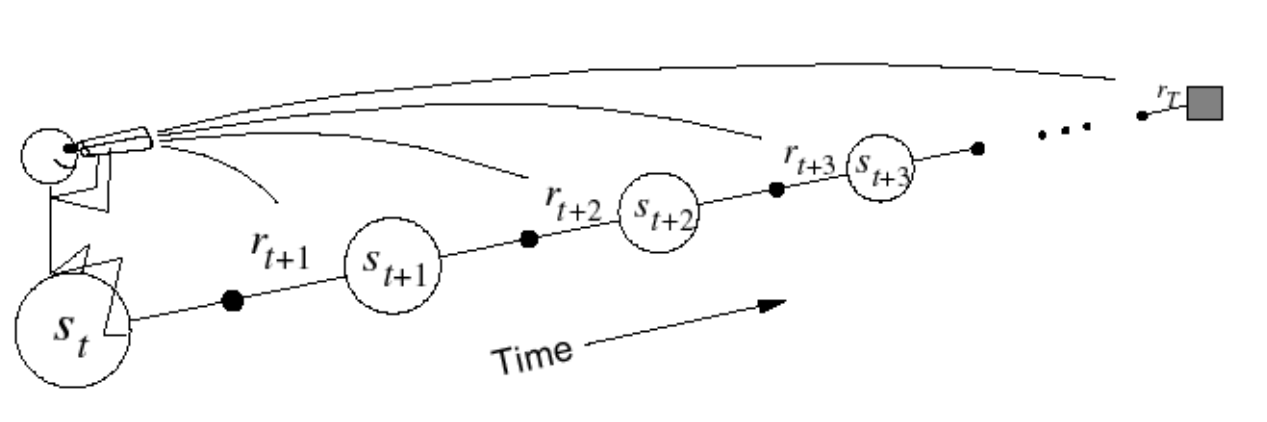 s_t
r_{t+1}
s_{t+1}
r_{t+2}
s_{t+2}
r_{t+3}
s_{t+3}
r_T
Time